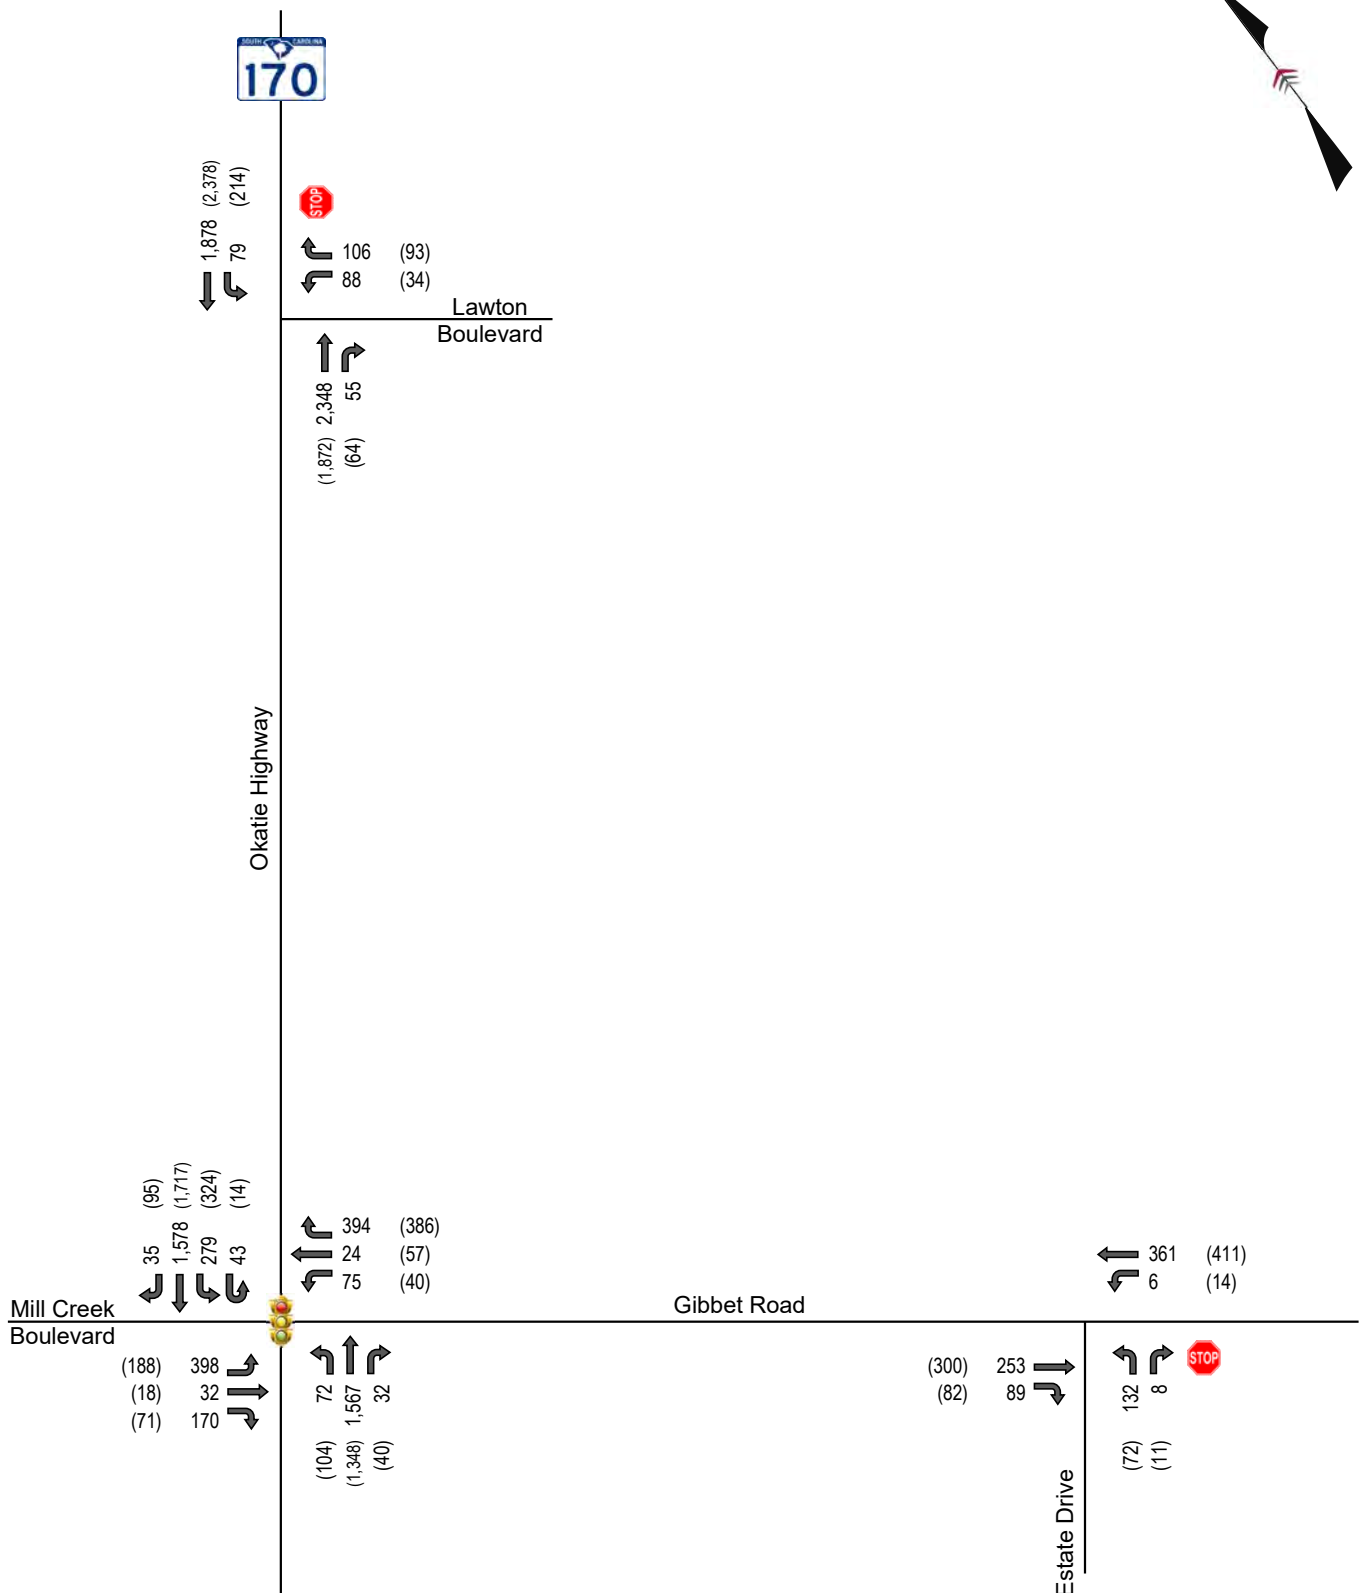 SOUTH CAROLINA
170
1,878 (2,378)
79 (214)
STOP
106 (93)
88 (34)
Lawton
Boulevard
(1,872) 2,348
(64) 55
Okatie Highway
35 (95)
1,578 (1,717)
279 (324)
43 (14)
394 (386)
24 (57)
75 (40)
361 (411)
6 (14)
Mill Creek
Boulevard
Gibbet Road
(188) 398
(18) 32
(71) 170
(104) 72
(1,348) 1,567
(40) 32
(300) 253
(82) 89
(72) 132
(11) 8
STOP
Estate Drive